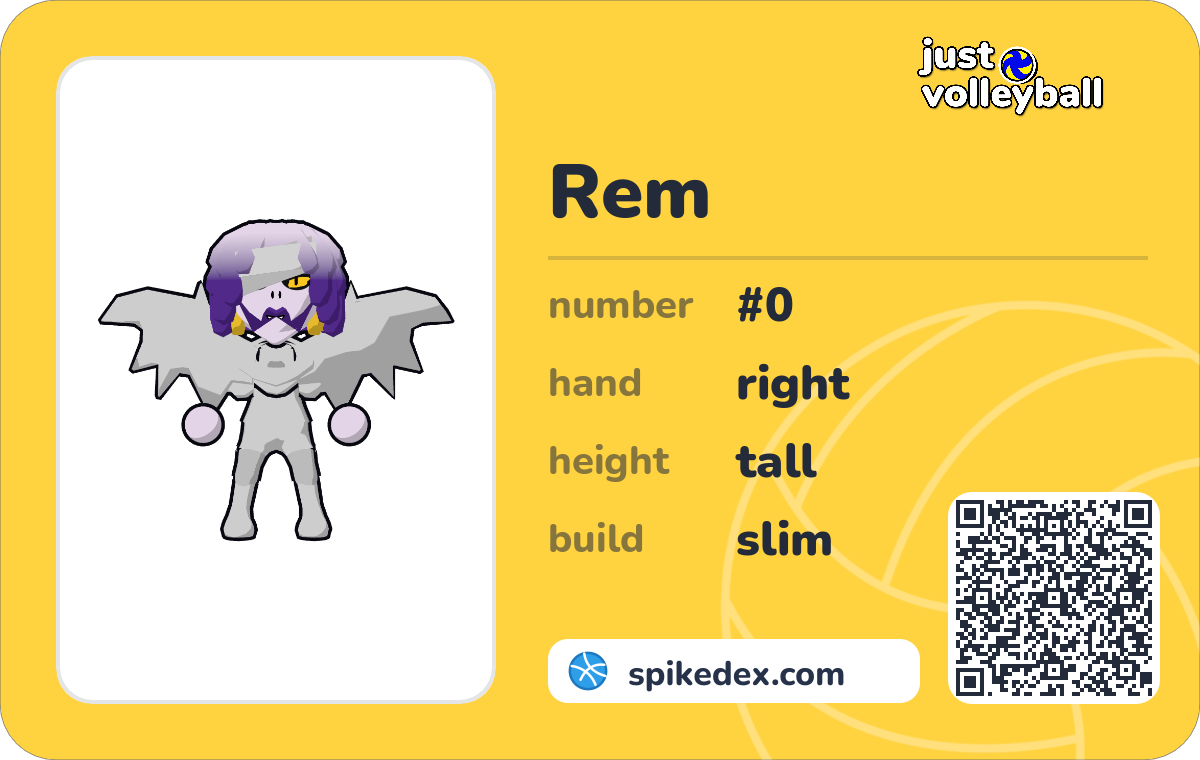 just
volleyball
Rem
number #0
hand right
height tall
build slim
spikedex.com